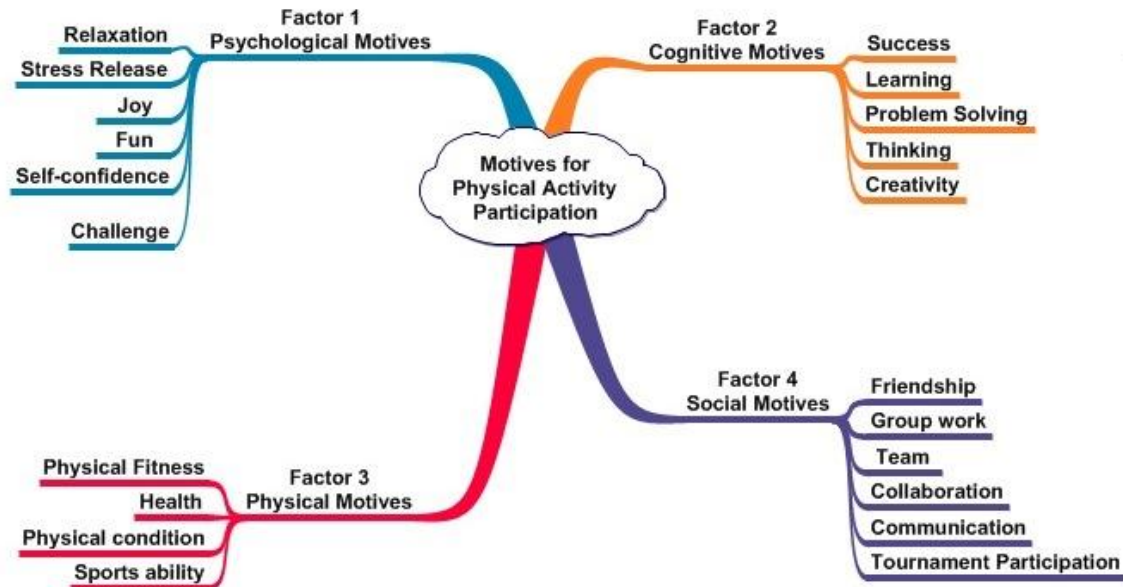 Factor 1
Psychological Motives
Relaxation
Stress Release
Joy
Fun
Self-confidence
Challenge
Factor 2
Cognitive Motives
Success
Learning
Problem Solving
Thinking
Creativity
Motives for
Physical Activity
Participation
Factor 3
Physical Motives
Physical Fitness
Health
Physical condition
Sports ability
Factor 4
Social Motives
Friendship
Group work
Team
Collaboration
Communication
Tournament Participation